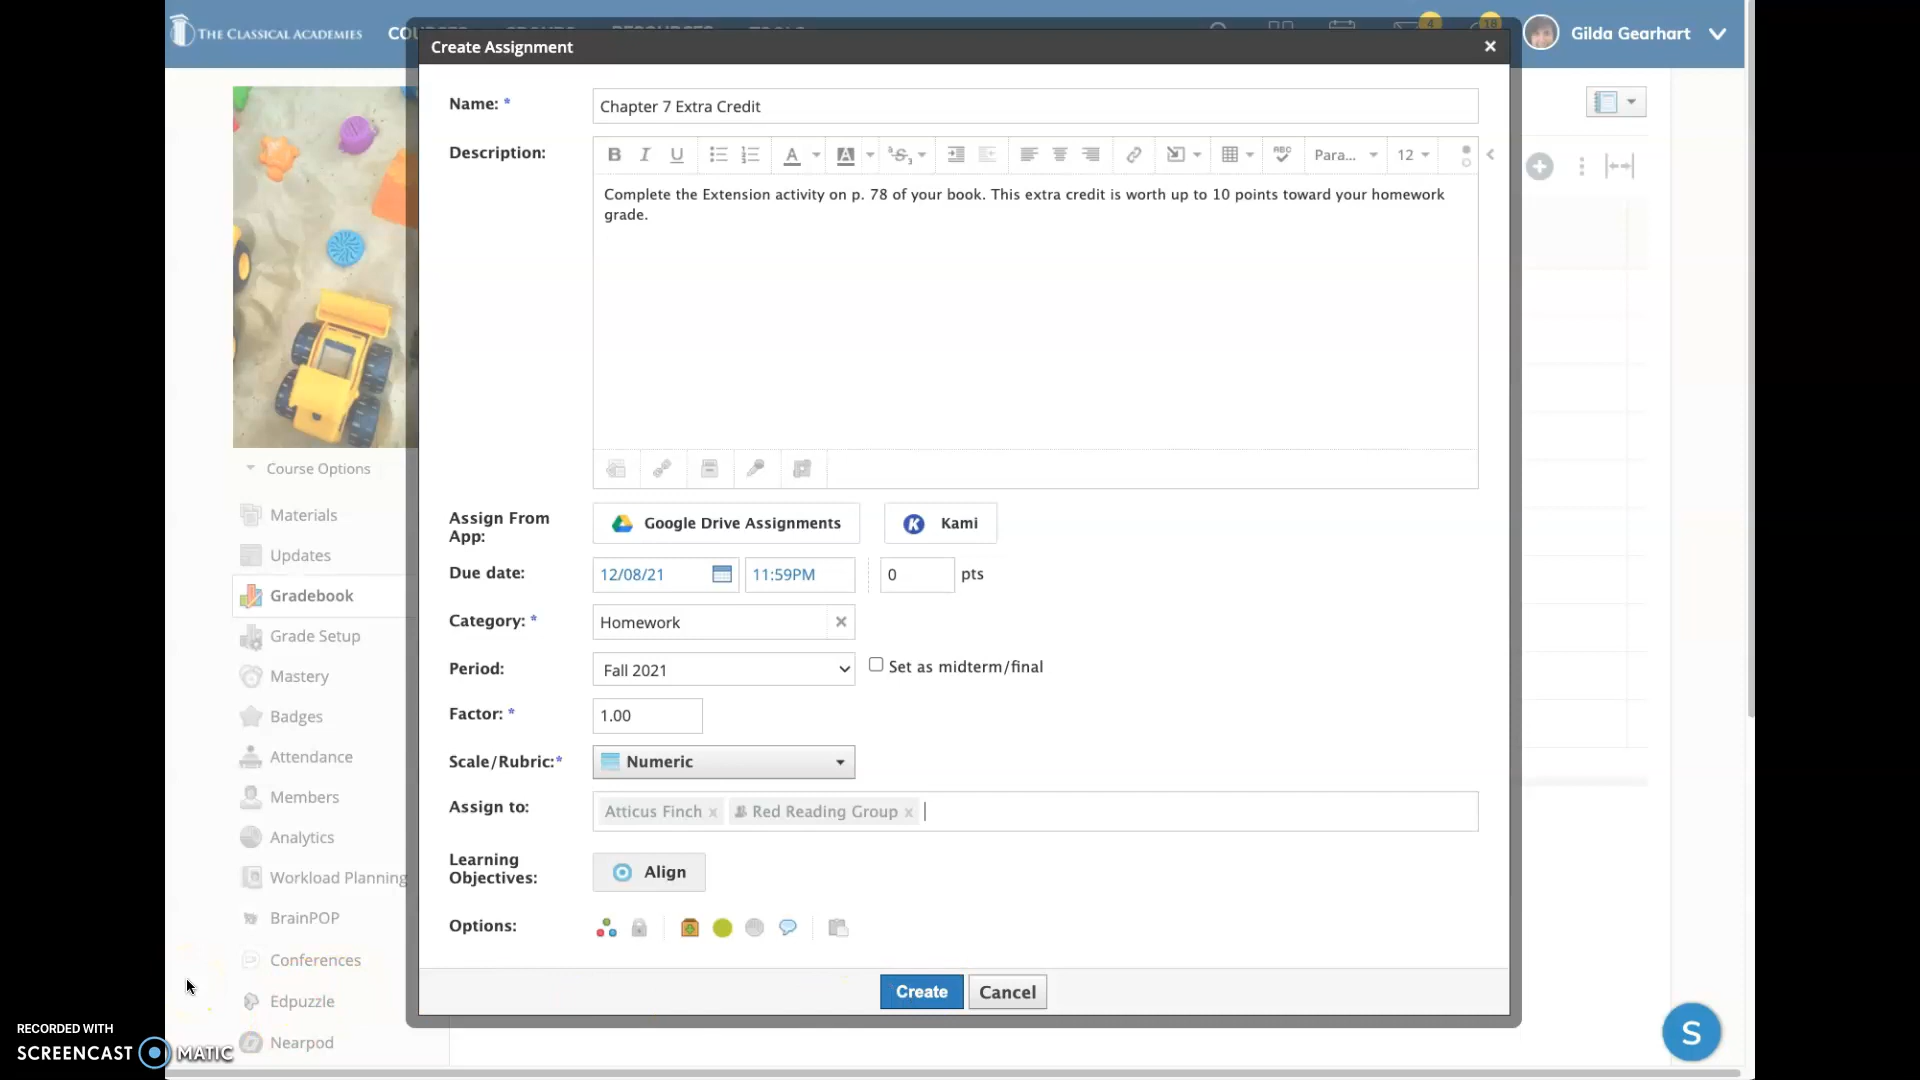 THE CLASSICAL ACADEMIES
4
18
Gilda Gearhart
Create Assignment
Name: *
Chapter 7 Extra Credit
Description:
B I U
Para...
12
Complete the Extension activity on p. 78 of your book. This extra credit is worth up to 10 points toward your homework
grade.
Assign From
App:
Google Drive Assignments
Kami
Due date:
12/08/21
11:59PM
0
pts
Category: *
Homework
Period:
Fall 2021
Set as midterm/final
Factor: *
1.00
Scale/Rubric:*
Numeric
Assign to:
Atticus Finch x
Red Reading Group x
Learning
Objectives:
Align
Options:
Create
Cancel
Course Options
Materials
Updates
Gradebook
Grade Setup
Mastery
Badges
Attendance
Members
Analytics
Workload Planning
BrainPOP
Conferences
Edpuzzle
Nearpod
RECORDED WITH
SCREENCAST MATIC
S